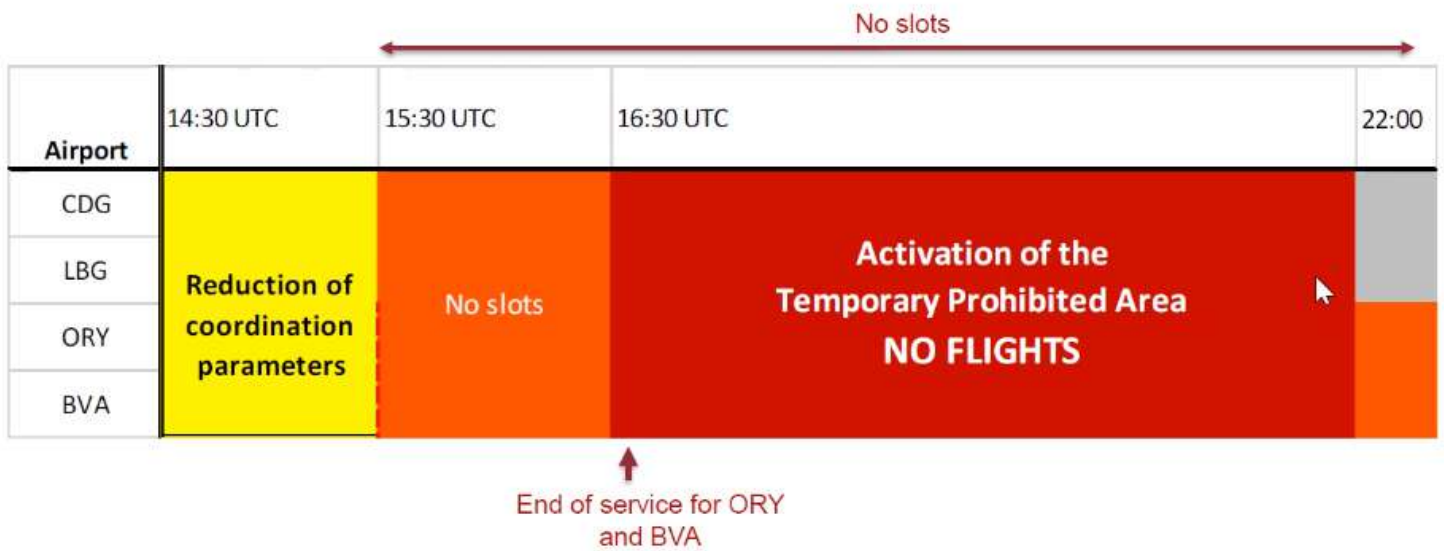 No slots
Airport
14:30 UTC
15:30 UTC
16:30 UTC
22:00
CDG
LBG
ORY
BVA
Reduction of
coordination
parameters
No slots
Activation of the
Temporary Prohibited Area
NO FLIGHTS
End of service for ORY
and BVA